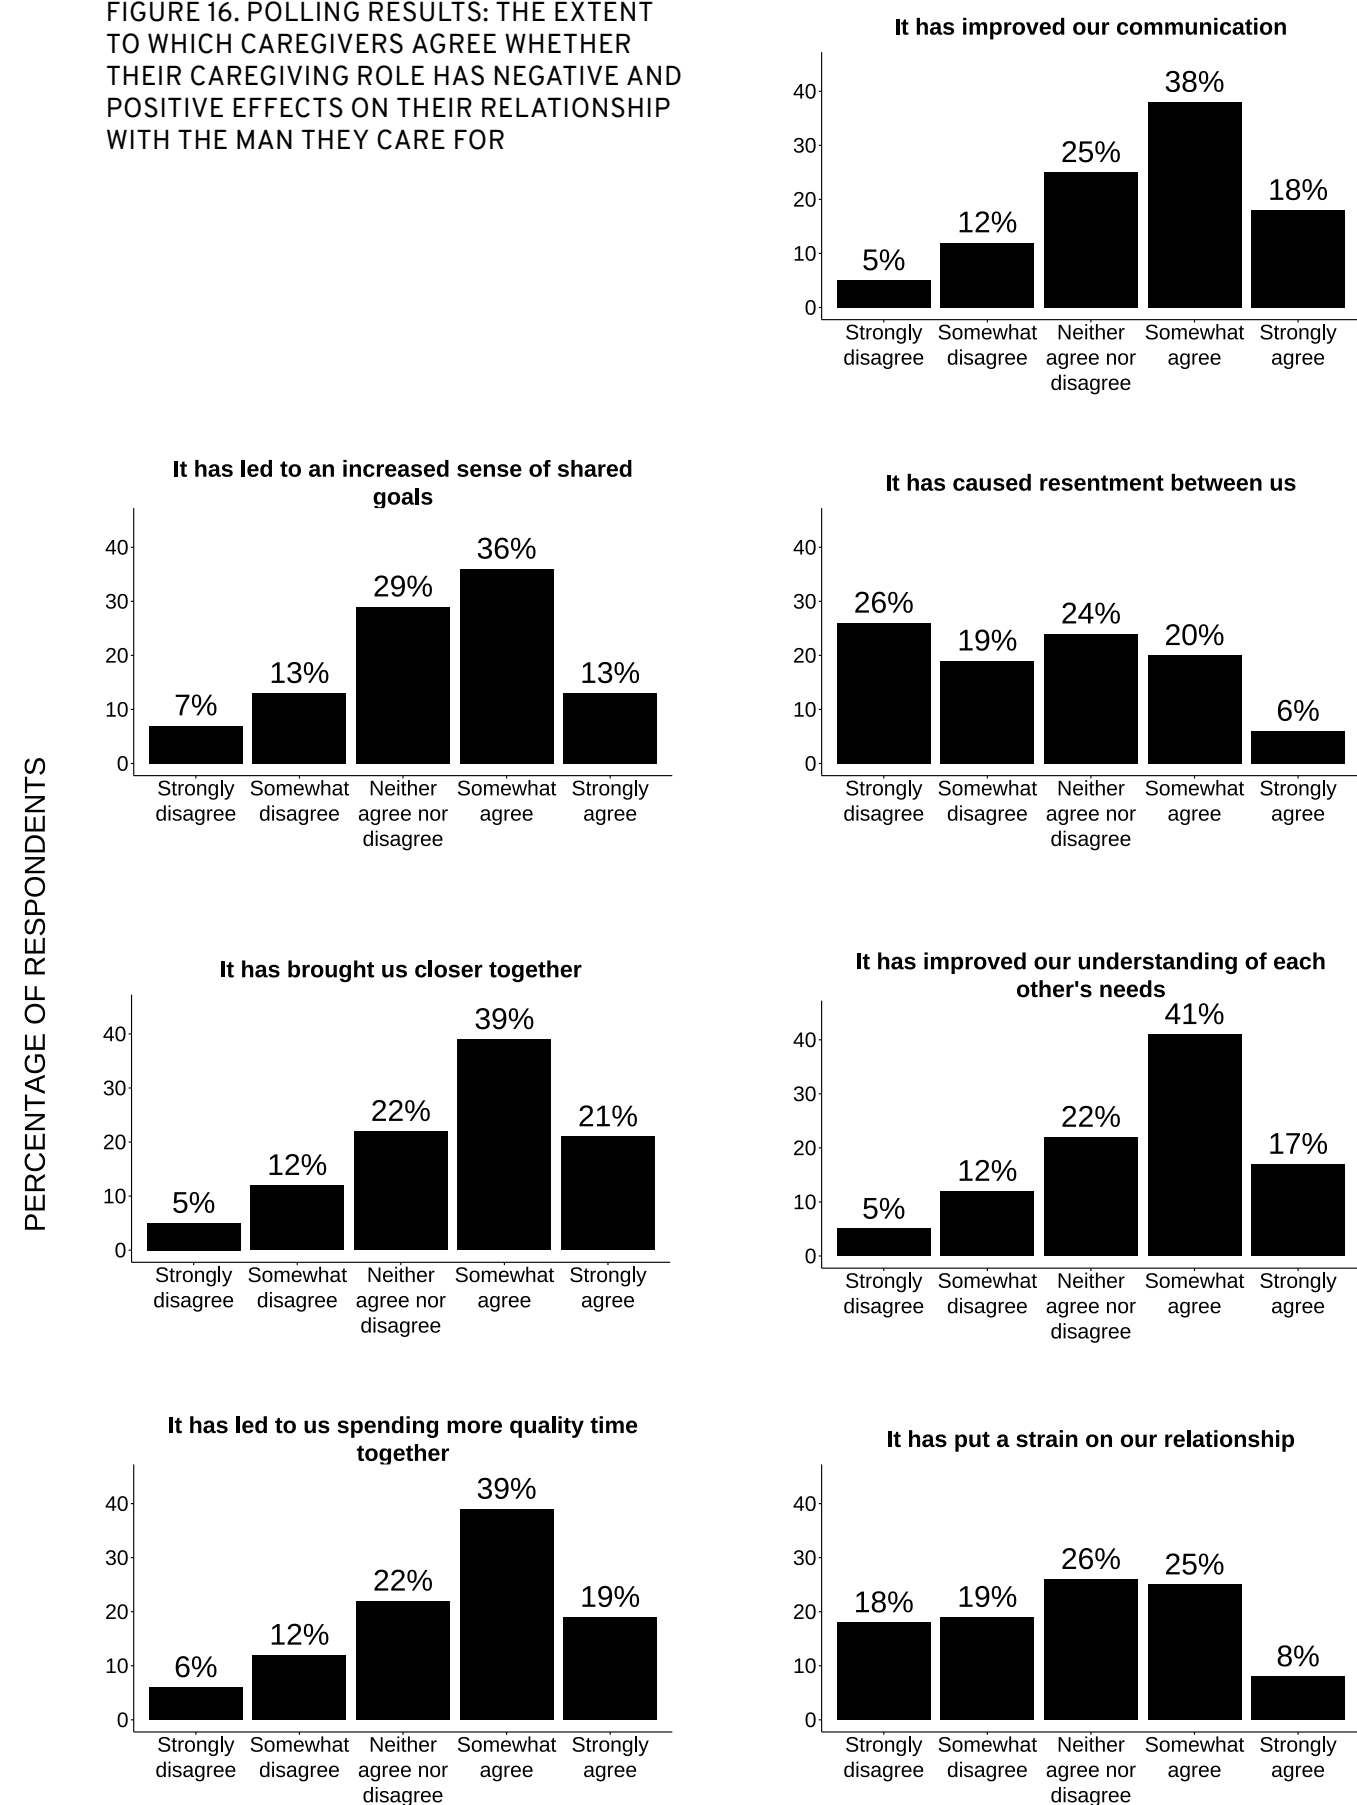 FIGURE 16. POLLING RESULTS: THE EXTENT
TO WHICH CAREGIVERS AGREE WHETHER
THEIR CAREGIVING ROLE HAS NEGATIVE AND
POSITIVE EFFECTS ON THEIR RELATIONSHIP
WITH THE MAN THEY CARE FOR
PERCENTAGE OF RESPONDENTS
It has improved our communication
40
30
20
10
0
5% 12% 25% 38% 18%
Strongly Somewhat Neither Somewhat Strongly
disagree disagree agree nor agree agree
disagree
It has led to an increased sense of shared
goals
40
30
20
10
0
7% 13% 29% 36% 13%
Strongly Somewhat Neither Somewhat Strongly
disagree disagree agree nor agree agree
disagree
It has caused resentment between us
40
30
20
10
0
26% 19% 24% 20% 6%
Strongly Somewhat Neither Somewhat Strongly
disagree disagree agree nor agree agree
disagree
It has brought us closer together
40
30
20
10
0
5% 12% 22% 39% 21%
Strongly Somewhat Neither Somewhat Strongly
disagree disagree agree nor agree agree
disagree
It has improved our understanding of each
other's needs
40
30
20
10
0
5% 12% 22% 41% 17%
Strongly Somewhat Neither Somewhat Strongly
disagree disagree agree nor agree agree
disagree
It has led to us spending more quality time
together
40
30
20
10
0
6% 12% 22% 39% 19%
Strongly Somewhat Neither Somewhat Strongly
disagree disagree agree nor agree agree
disagree
It has put a strain on our relationship
40
30
20
10
0
18% 19% 26% 25% 8%
Strongly Somewhat Neither Somewhat Strongly
disagree disagree agree nor agree agree
disagree